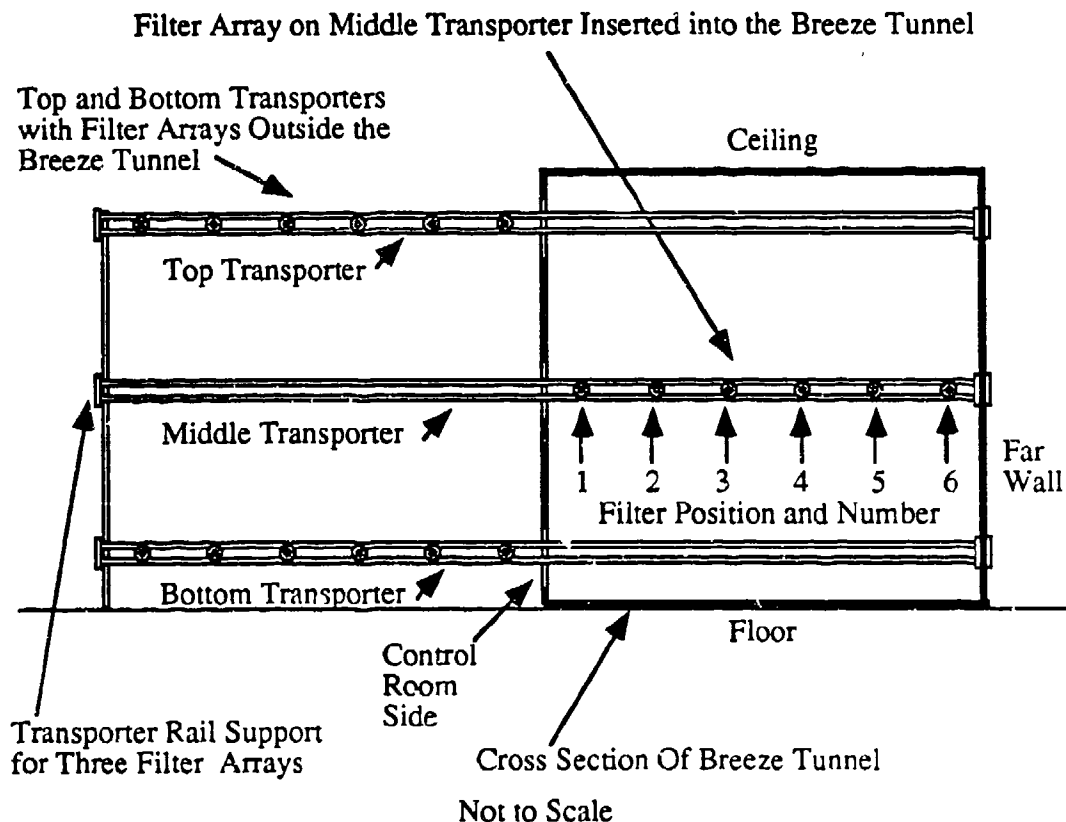 Filter Array on Middle Transporter Inserted into the Breeze Tunnel
Top and Bottom Transporters
with Filter Arrays Outside the
Breeze Tunnel
Ceiling
Top Transporter
Middle Transporter
1 2 3 4 5 6
Filter Position and Number
Far
Wall
Bottom Transporter
Floor
Control
Room
Side
Transporter Rail Support
for Three Filter Arrays
Cross Section Of Breeze Tunnel
Not to Scale